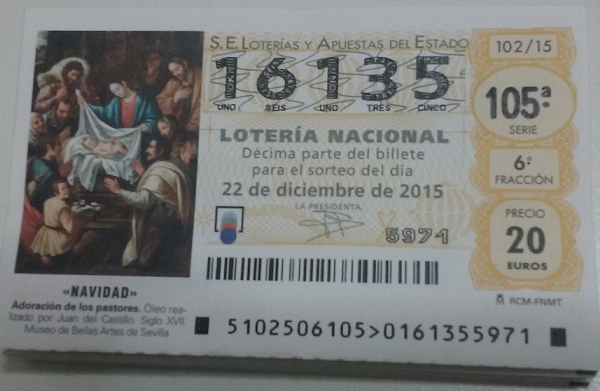 S.E. LOTERÍAS Y APUESTAS DEL ESTADO
16135
UNO SEIS UNO TRES CINCO
LOTERÍA NACIONAL
Décima parte del billete
para el sorteo del día
22 de diciembre de 2015
LA PRESIDENTA,
5974
102/15
105ª
SERIE
6ª
FRACCIÓN
PRECIO
20
EUROS
RCM-FNMT
«NAVIDAD»
Adoración de los pastores. Óleo rea-
lizado por Juan del Castillo. Siglo XVII.
Museo de Bellas Artes de Sevilla
5102506105>0161355971